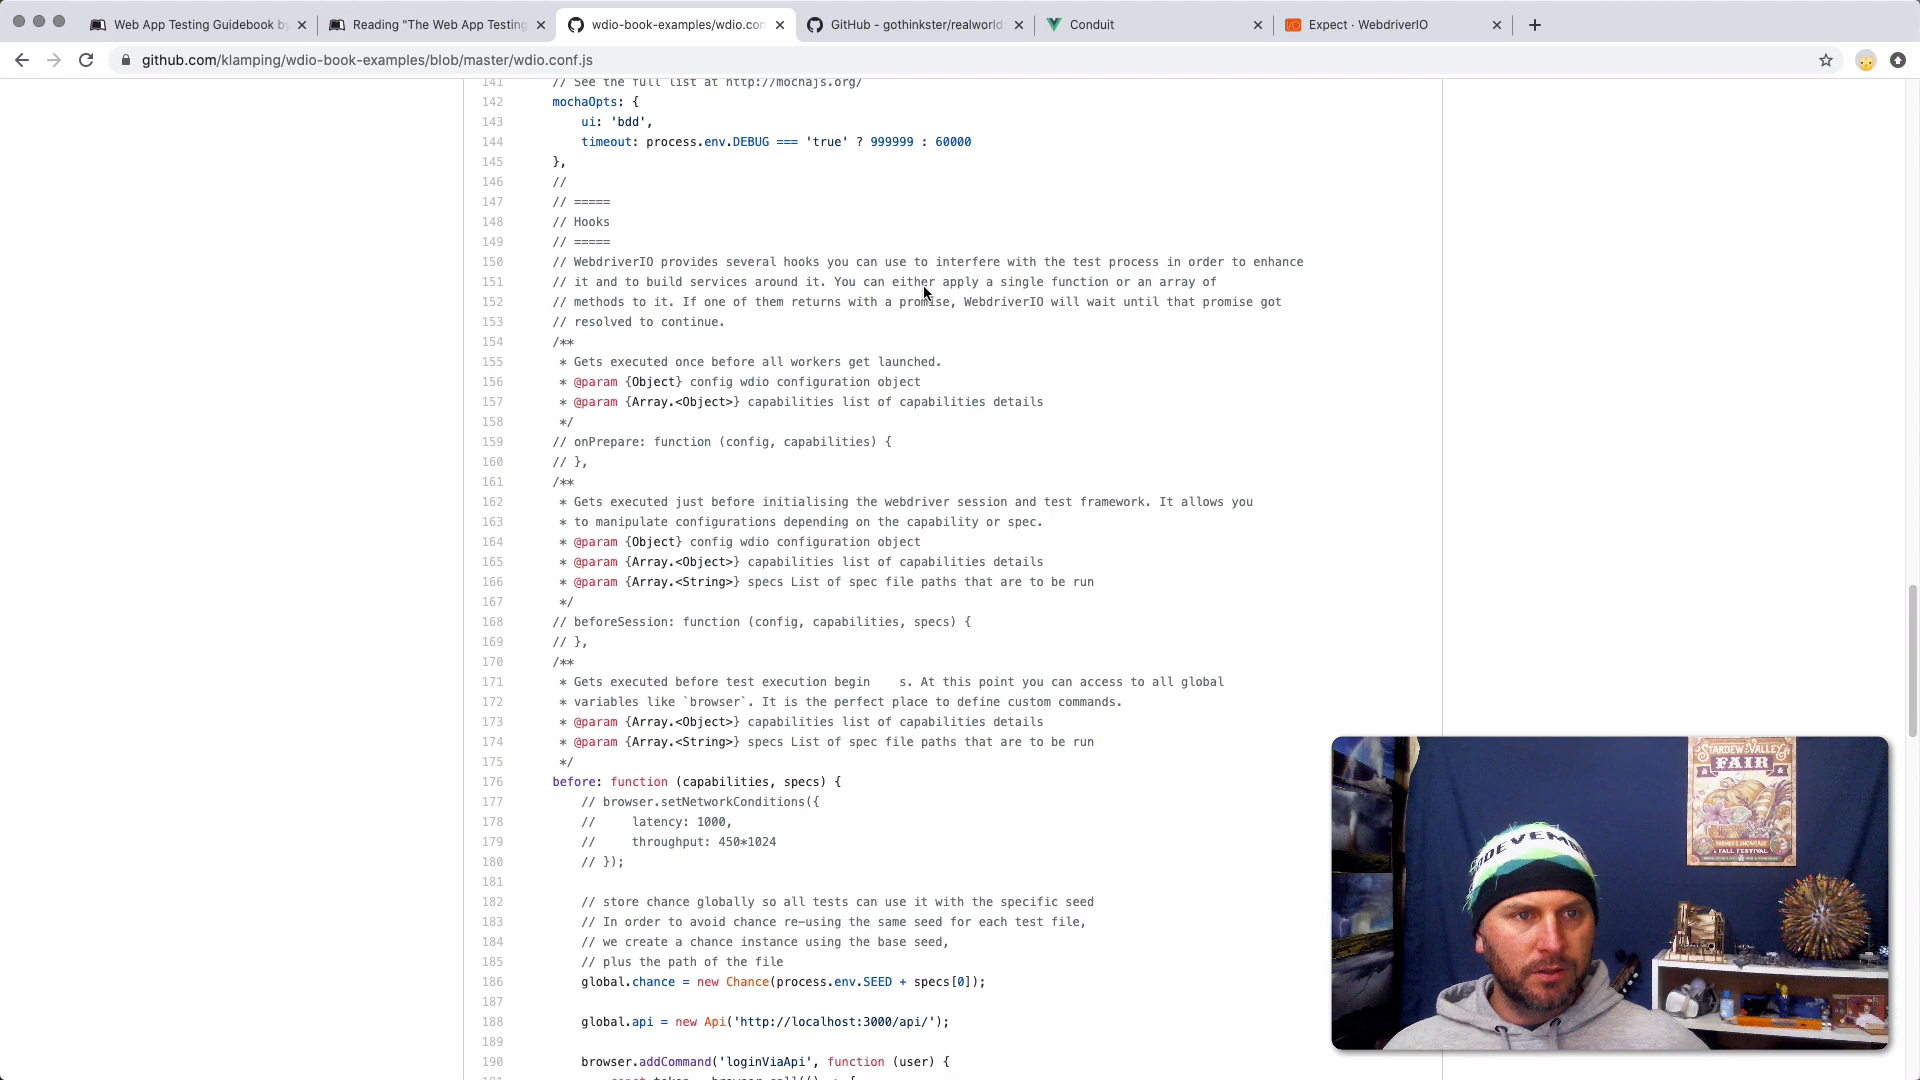 Web App Testing Guidebook by
Reading "The Web App Testing
wdio-book-examples/wdio.con
GitHub - gothinkster/realworld
Conduit
Expect · WebdriverIO
github.com/klamping/wdio-book-examples/blob/master/wdio.conf.js
141 // See the full list at http://mochajs.org/
142 mochaOpts: {
143 ui: 'bdd',
144 timeout: process.env.DEBUG === 'true' ? 999999 : 60000
145 },
146 //
147 // =====
148 // Hooks
149 // =====
150 // WebdriverIO provides several hooks you can use to interfere with the test process in order to enhance
151 // it and to build services around it. You can either apply a single function or an array of
152 // methods to it. If one of them returns with a promise, WebdriverIO will wait until that promise got
153 // resolved to continue.
154 /**
155 * Gets executed once before all workers get launched.
156 * @param {Object} config wdio configuration object
157 * @param {Array.<Object>} capabilities list of capabilities details
158 */
159 // onPrepare: function (config, capabilities) {
160 // },
161 /**
162 * Gets executed just before initialising the webdriver session and test framework. It allows you
163 * to manipulate configurations depending on the capability or spec.
164 * @param {Object} config wdio configuration object
165 * @param {Array.<Object>} capabilities list of capabilities details
166 * @param {Array.<String>} specs List of spec file paths that are to be run
167 */
168 // beforeSession: function (config, capabilities, specs) {
169 // },
170 /**
171 * Gets executed before test execution begin    s. At this point you can access to all global
172 * variables like `browser`. It is the perfect place to define custom commands.
173 * @param {Array.<Object>} capabilities list of capabilities details
174 * @param {Array.<String>} specs List of spec file paths that are to be run
175 */
176 before: function (capabilities, specs) {
177 // browser.setNetworkConditions({
178 //     latency: 1000,
179 //     throughput: 450*1024
180 // });
181
182 // store chance globally so all tests can use it with the specific seed
183 // In order to avoid chance re-using the same seed for each test file,
184 // we create a chance instance using the base seed,
185 // plus the path of the file
186 global.chance = new Chance(process.env.SEED + specs[0]);
187
188 global.api = new Api('http://localhost:3000/api/');
189
190 browser.addCommand('loginViaApi', function (user) {
STARDEW VALLEY
FAIR
FALL FESTIVAL